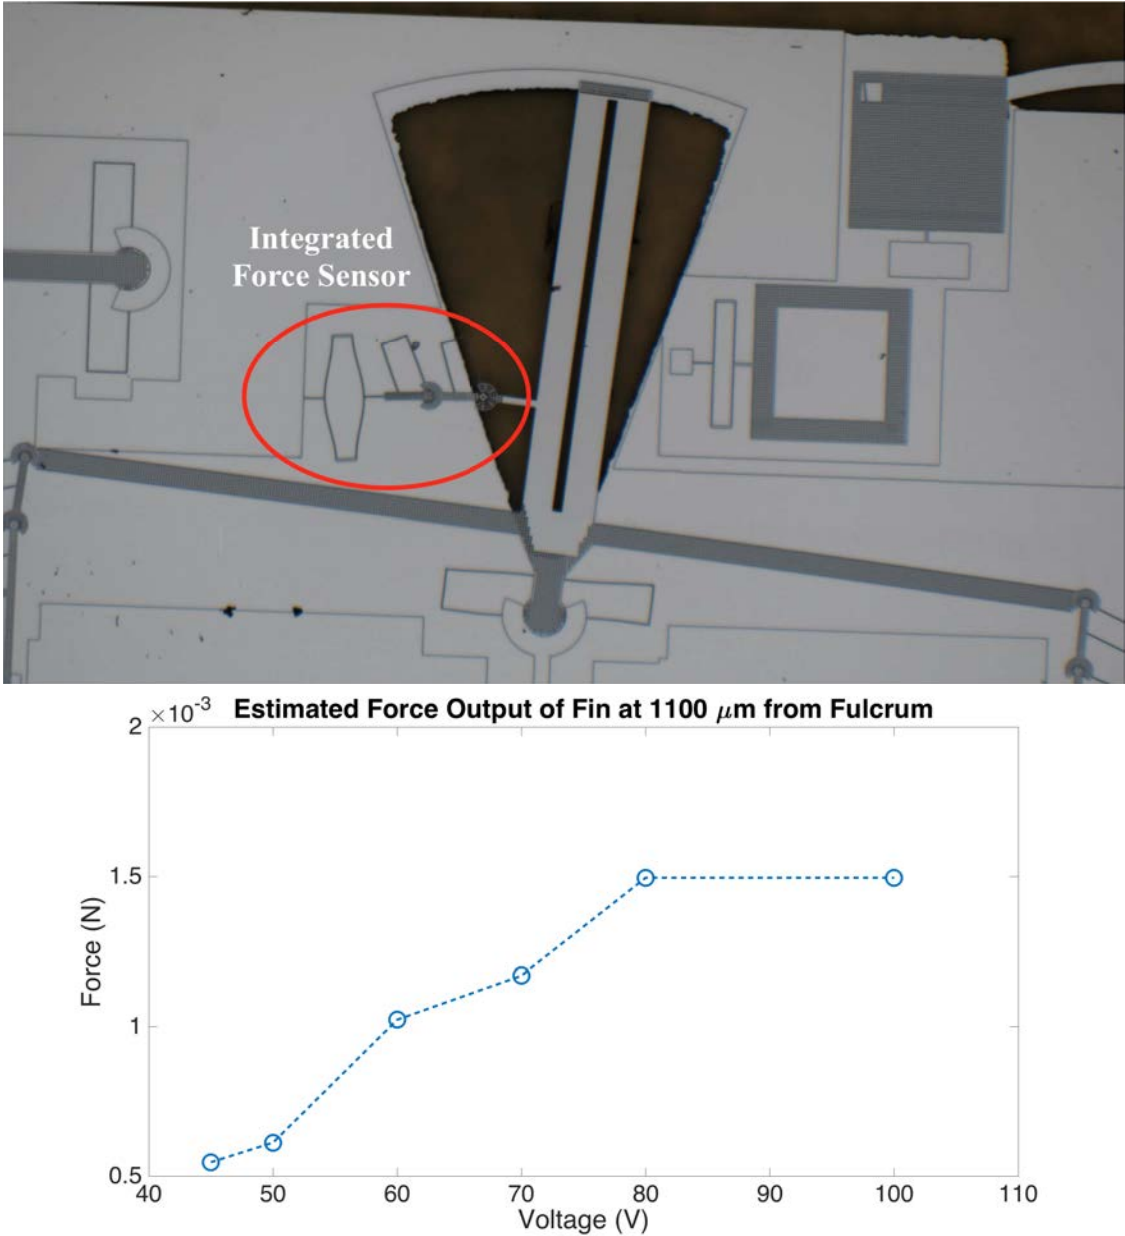 Integrated
Force Sensor
×10⁻³ Estimated Force Output of Fin at 1100 μm from Fulcrum
2
1.5
1
0.5
Force (N)
40 50 60 70 80 90 100 110
Voltage (V)